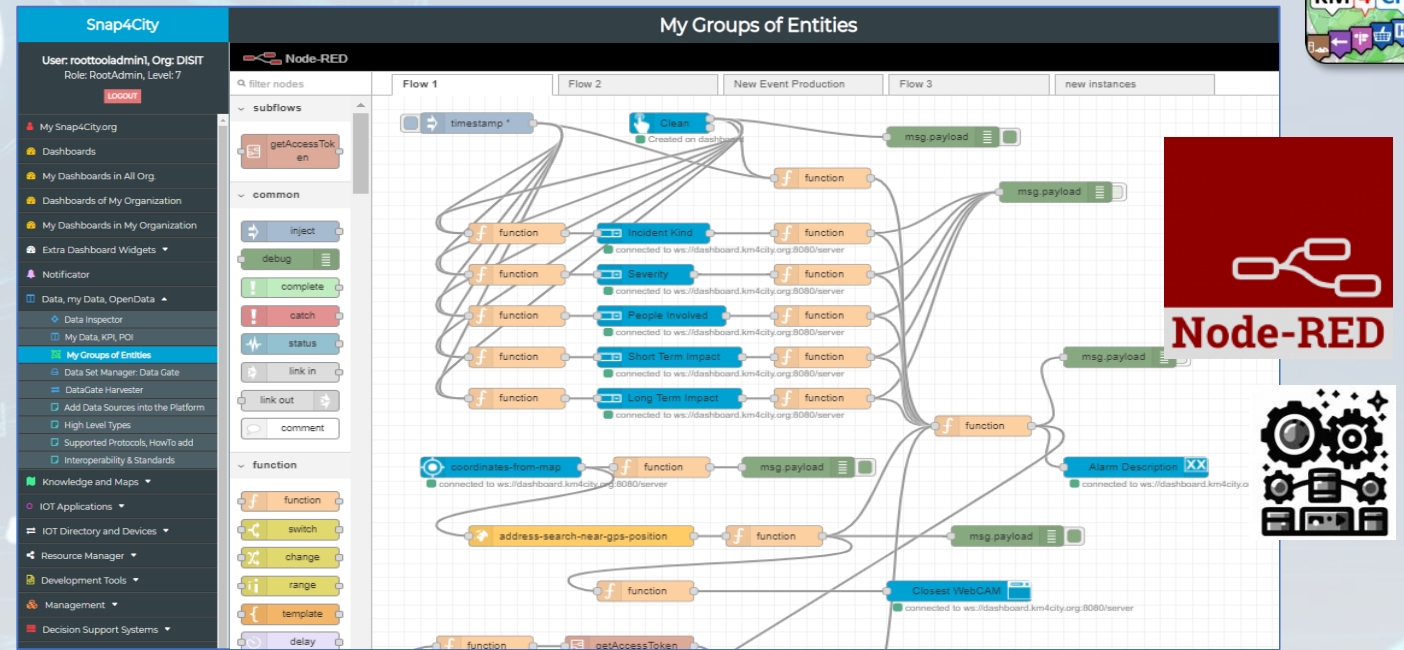 Snap4City
My Groups of Entities
User: roottooladmin1, Org: DISIT
Role: RootAdmin, Level: 7
LOGOUT
My Snap4City.org
Dashboards
My Dashboards in All Org.
Dashboards of My Organization
My Dashboards in My Organization
Extra Dashboard Widgets
Notificator
Data, my Data, OpenData
Data Inspector
My Data, KPI, POI
My Groups of Entities
Data Set Manager: Data Gate
DataGate Harvester
Add Data Sources into the Platform
High Level Types
Supported Protocols, HowTo add
Interoperability & Standards
Knowledge and Maps
IOT Applications
IOT Directory and Devices
Resource Manager
Development Tools
Management
Decision Support Systems
Node-RED
filter nodes
subflows
getAccessTok
en
common
inject
debug
complete
catch
status
link in
link out
comment
function
function
switch
change
range
template
delay
Flow 1
Flow 2
New Event Production
Flow 3
new instances
timestamp *
Clean
Created on dashboard
msg.payload
function
msg.payload
function
Incident Kind
function
connected to ws://dashboard.km4city.org:8080/server
function
Severity
function
connected to ws://dashboard.km4city.org:8080/server
function
People Involved
function
connected to ws://dashboard.km4city.org:8080/server
function
Short Term Impact
function
connected to ws://dashboard.km4city.org:8080/server
msg.payload
function
Long Term Impact
function
connected to ws://dashboard.km4city.org:8080/server
function
coordinates-from-map
function
msg.payload
connected to ws://dashboard.km4city.org:8080/server
Alarm Description
connected to ws://dashboard.km4city.o
address-search-near-gps-position
function
msg.payload
function
Closest WebCAM
connected to ws://dashboard.km4city.org:8080/server
function
getAccessToken
Node-RED